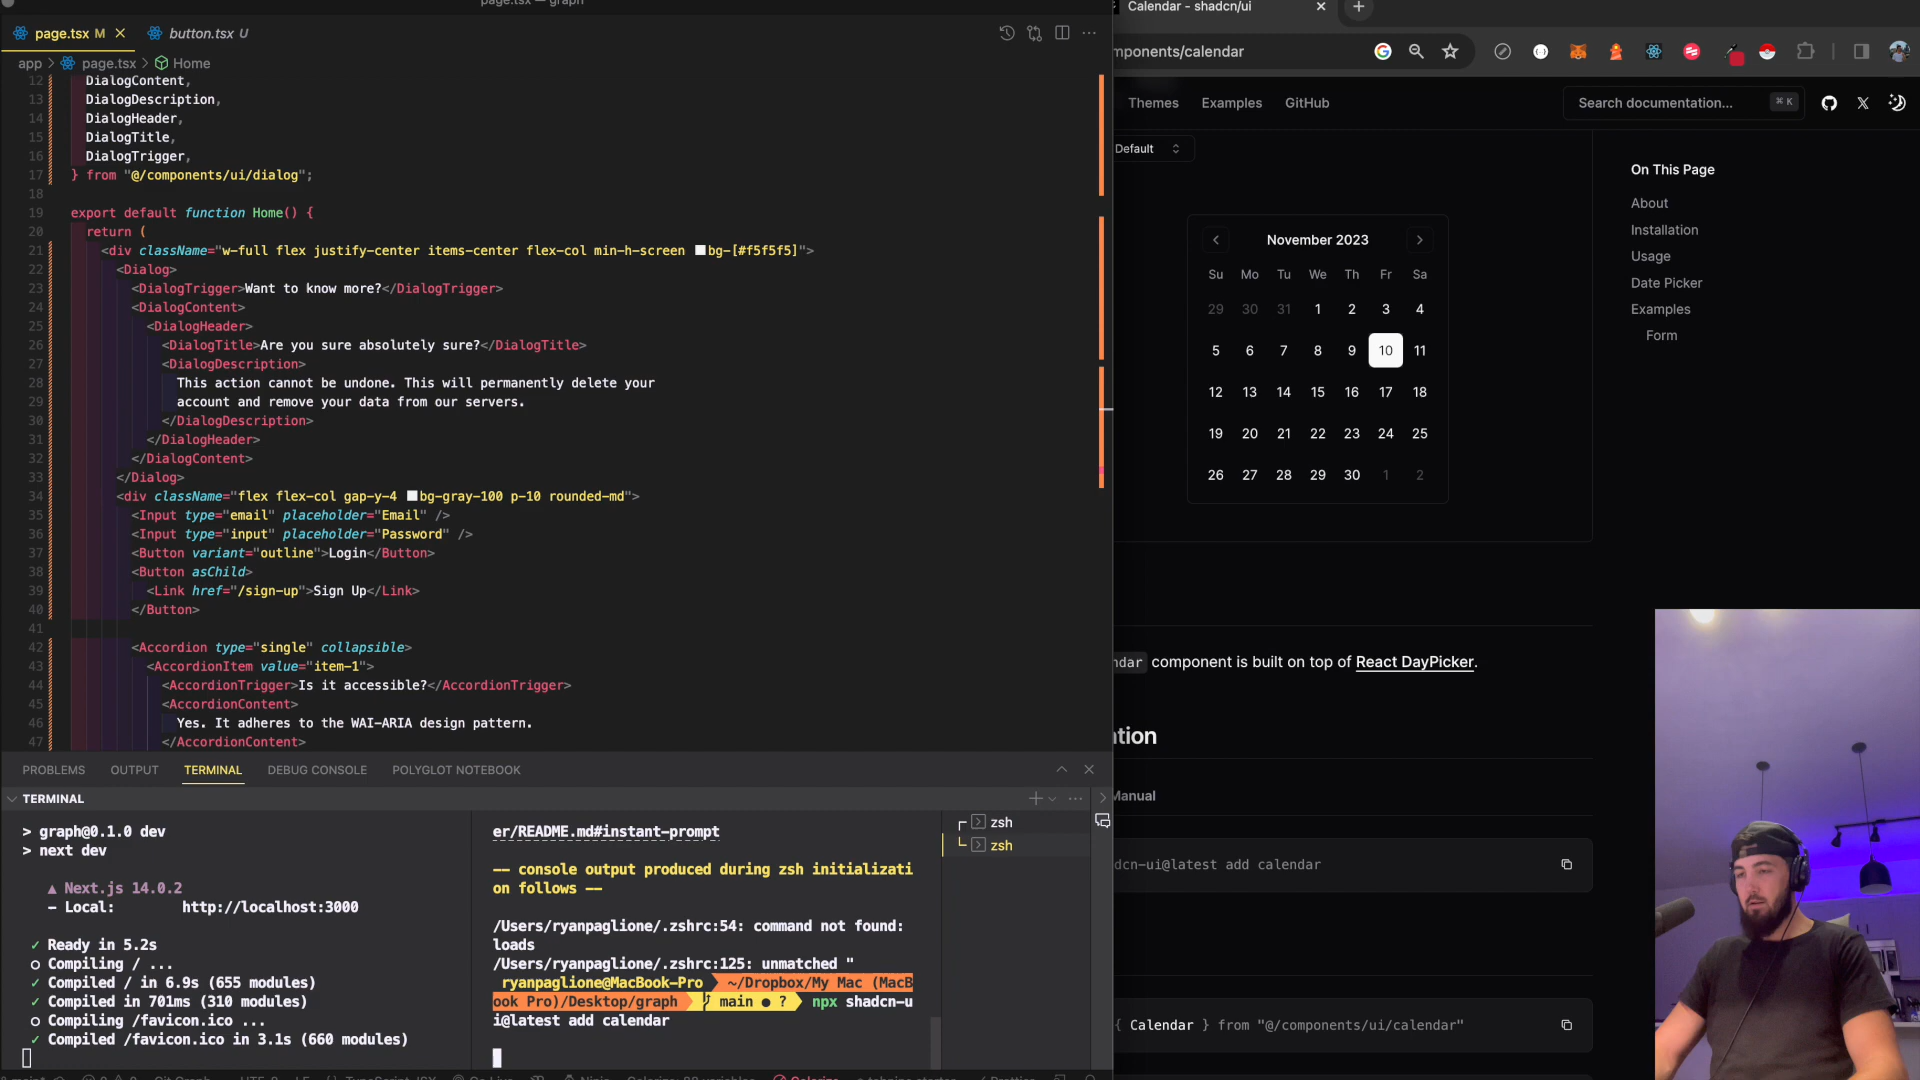 page.tsx — graph
page.tsx M
button.tsx U
app > page.tsx > Home
12 DialogContent,
13 DialogDescription,
14 DialogHeader,
15 DialogTitle,
16 DialogTrigger,
17 } from "@/components/ui/dialog";
18
19 export default function Home() {
20 return (
21 <div className="w-full flex justify-center items-center flex-col min-h-screen bg-[#f5f5f5]">
22 <Dialog>
23 <DialogTrigger>Want to know more?</DialogTrigger>
24 <DialogContent>
25 <DialogHeader>
26 <DialogTitle>Are you sure absolutely sure?</DialogTitle>
27 <DialogDescription>
28 This action cannot be undone. This will permanently delete your
29 account and remove your data from our servers.
30 </DialogDescription>
31 </DialogHeader>
32 </DialogContent>
33 </Dialog>
34 <div className="flex flex-col gap-y-4 bg-gray-100 p-10 rounded-md">
35 <Input type="email" placeholder="Email" />
36 <Input type="input" placeholder="Password" />
37 <Button variant="outline">Login</Button>
38 <Button asChild>
39 <Link href="/sign-up">Sign Up</Link>
40 </Button>
41
42 <Accordion type="single" collapsible>
43 <AccordionItem value="item-1">
44 <AccordionTrigger>Is it accessible?</AccordionTrigger>
45 <AccordionContent>
46 Yes. It adheres to the WAI-ARIA design pattern.
47 </AccordionContent>
PROBLEMS OUTPUT TERMINAL DEBUG CONSOLE POLYGLOT NOTEBOOK
TERMINAL
> graph@0.1.0 dev
> next dev
▲ Next.js 14.0.2
- Local: http://localhost:3000
✓ Ready in 5.2s
○ Compiling / ...
✓ Compiled / in 6.9s (655 modules)
✓ Compiled in 701ms (310 modules)
○ Compiling /favicon.ico ...
✓ Compiled /favicon.ico in 3.1s (660 modules)
er/README.md#instant-prompt
-- console output produced during zsh initializati
on follows --
/Users/ryanpaglione/.zshrc:54: command not found:
loads
/Users/ryanpaglione/.zshrc:125: unmatched "
ryanpaglione@MacBook-Pro ~/Dropbox/My Mac (MacB
ook Pro)/Desktop/graph main ● ? npx shadcn-u
i@latest add calendar
zsh
zsh
Calendar - shadcn/ui
mponents/calendar
Themes Examples GitHub
Search documentation... ⌘ K
Default
November 2023
Su Mo Tu We Th Fr Sa
29 30 31 1 2 3 4
5 6 7 8 9 10 11
12 13 14 15 16 17 18
19 20 21 22 23 24 25
26 27 28 29 30 1 2
On This Page
About
Installation
Usage
Date Picker
Examples
Form
ndar component is built on top of React DayPicker.
tion
Manual
dcn-ui@latest add calendar
{ Calendar } from "@/components/ui/calendar"